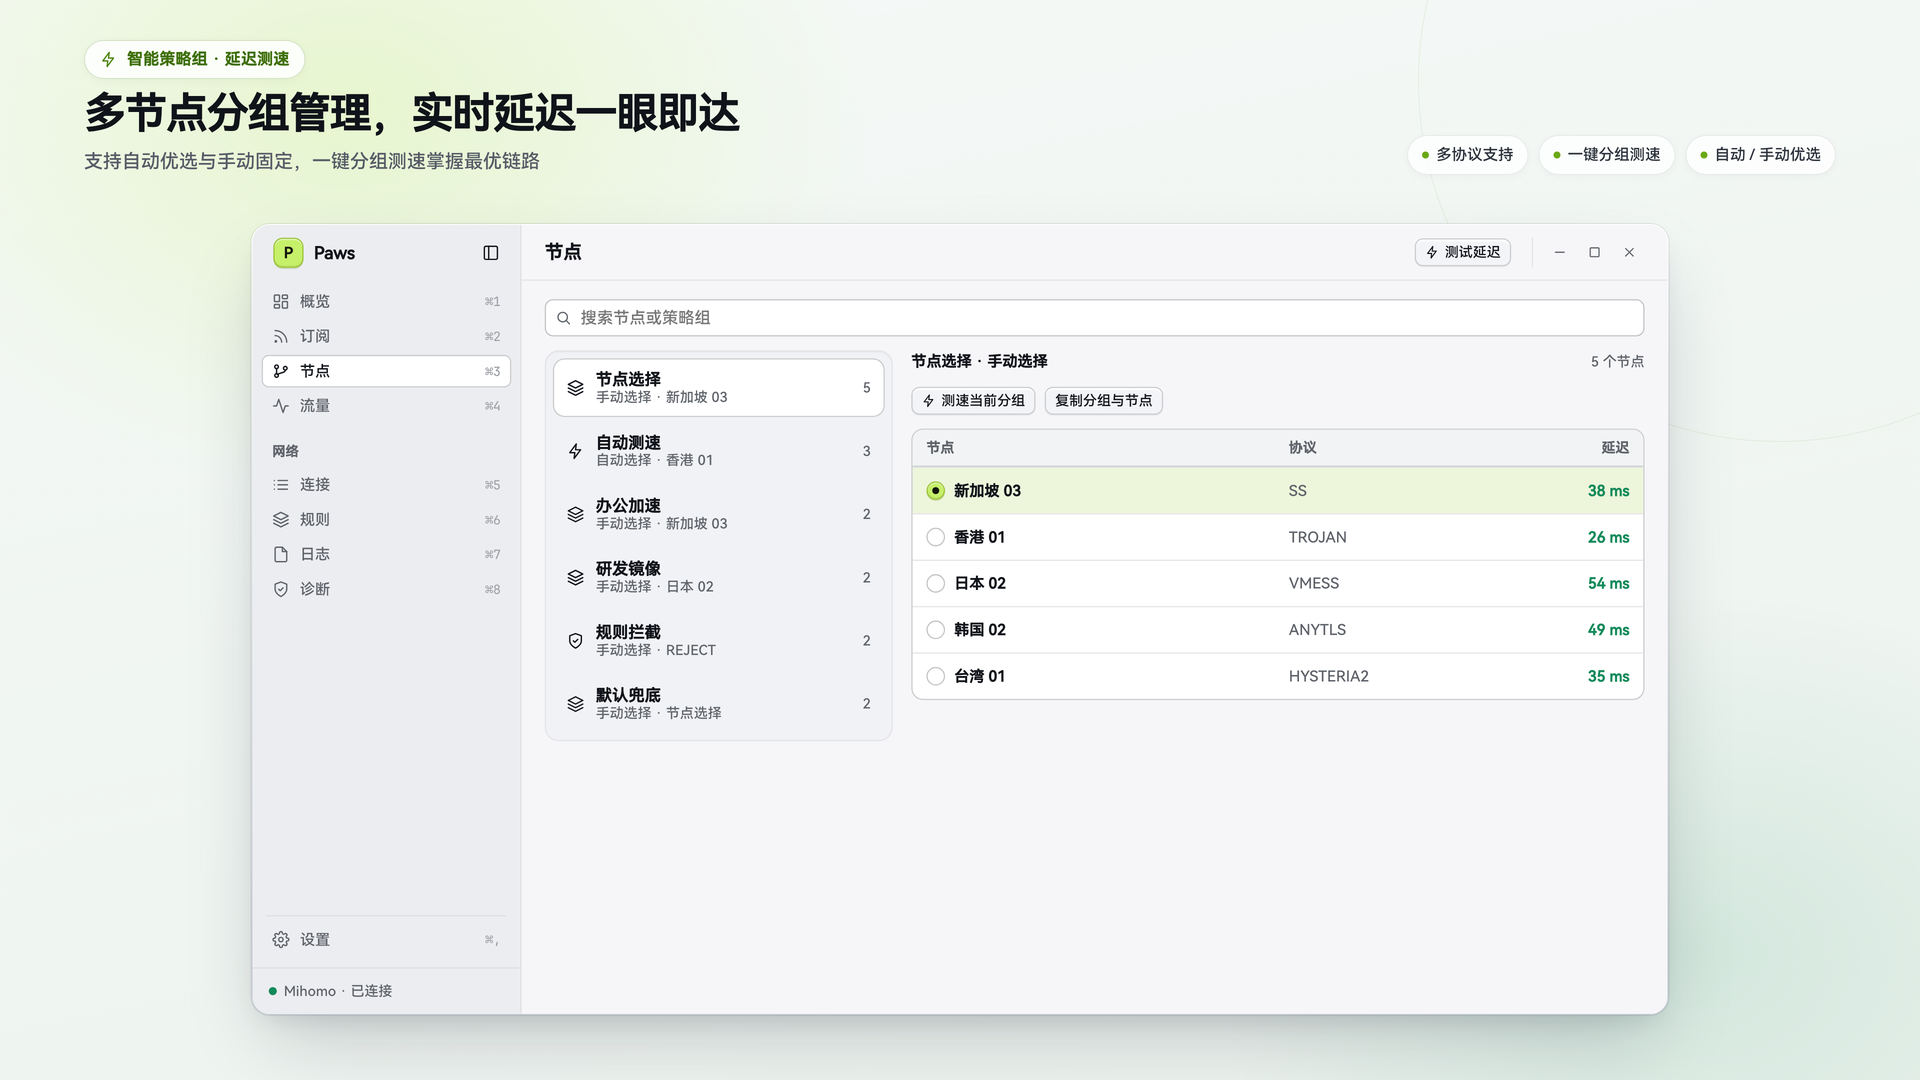 智能策略组 · 延迟测速
多节点分组管理，实时延迟一眼即达
支持自动优选与手动固定，一键分组测速掌握最优链路
多协议支持
一键分组测速
自动 / 手动优选
P Paws
概览 ⌘1
订阅 ⌘2
节点 ⌘3
流量 ⌘4
网络
连接 ⌘5
规则 ⌘6
日志 ⌘7
诊断 ⌘8
设置 ⌘,
Mihomo · 已连接
节点
测试延迟
搜索节点或策略组
节点选择 5
手动选择 · 新加坡 03
自动测速 3
自动选择 · 香港 01
办公加速 2
手动选择 · 新加坡 03
研发镜像 2
手动选择 · 日本 02
规则拦截 2
手动选择 · REJECT
默认兜底 2
手动选择 · 节点选择
节点选择 · 手动选择 5 个节点
测速当前分组 复制分组与节点
节点 协议 延迟
新加坡 03 SS 38 ms
香港 01 TROJAN 26 ms
日本 02 VMESS 54 ms
韩国 02 ANYTLS 49 ms
台湾 01 HYSTERIA2 35 ms